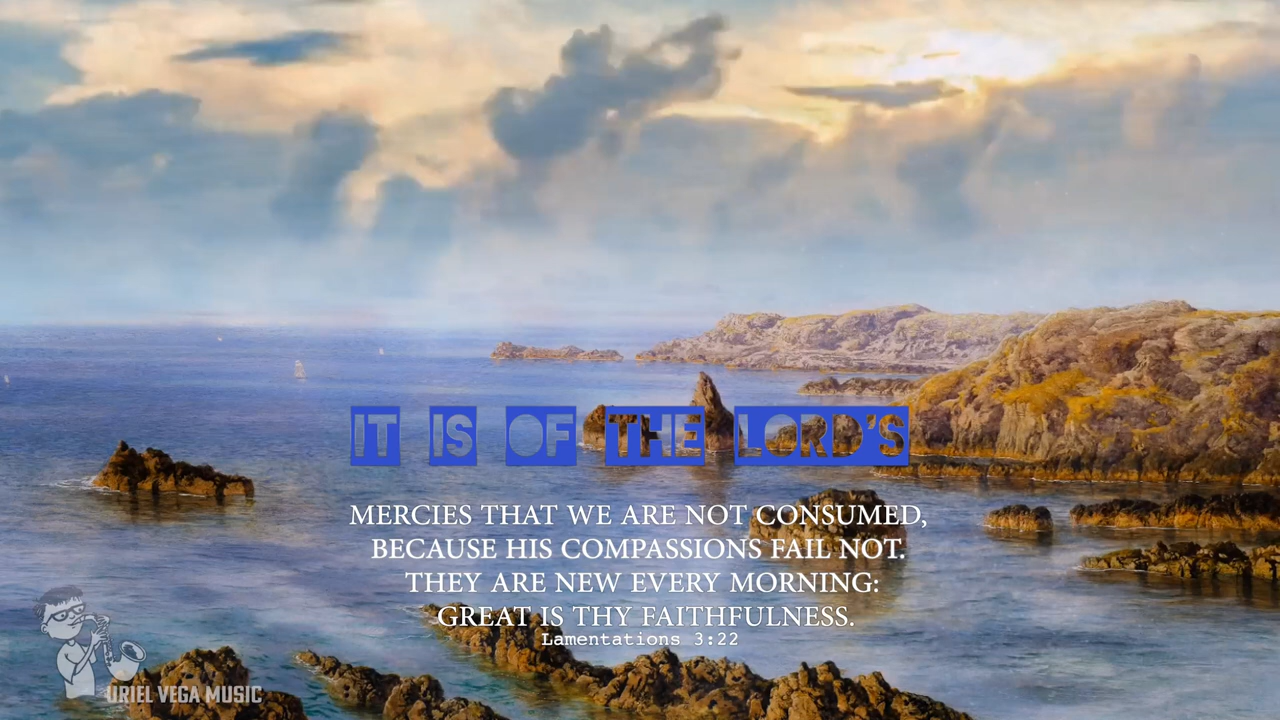 IT IS OF THE LORD'S
MERCIES THAT WE ARE NOT CONSUMED,
BECAUSE HIS COMPASSIONS FAIL NOT.
THEY ARE NEW EVERY MORNING:
GREAT IS THY FAITHFULNESS.
Lamentations 3:22
URIEL VEGA MUSIC